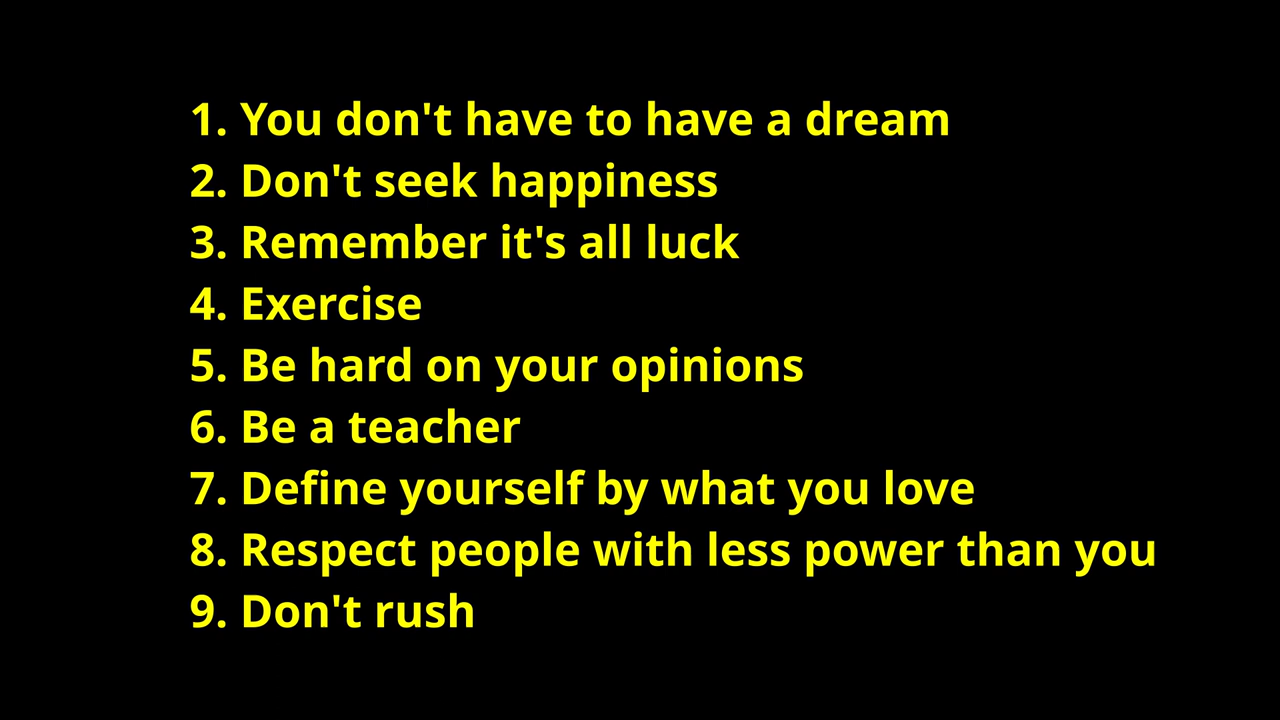 1. You don't have to have a dream
2. Don't seek happiness
3. Remember it's all luck
4. Exercise
5. Be hard on your opinions
6. Be a teacher
7. Define yourself by what you love
8. Respect people with less power than you
9. Don't rush